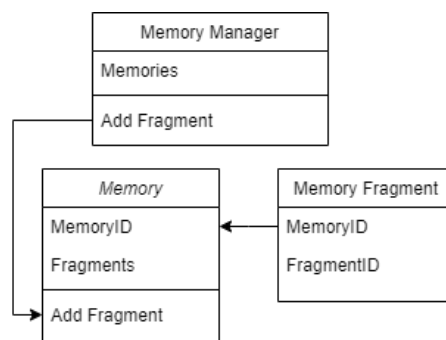 Memory Manager
Memories
Add Fragment
Memory
MemoryID
Fragments
Add Fragment
Memory Fragment
MemoryID
FragmentID